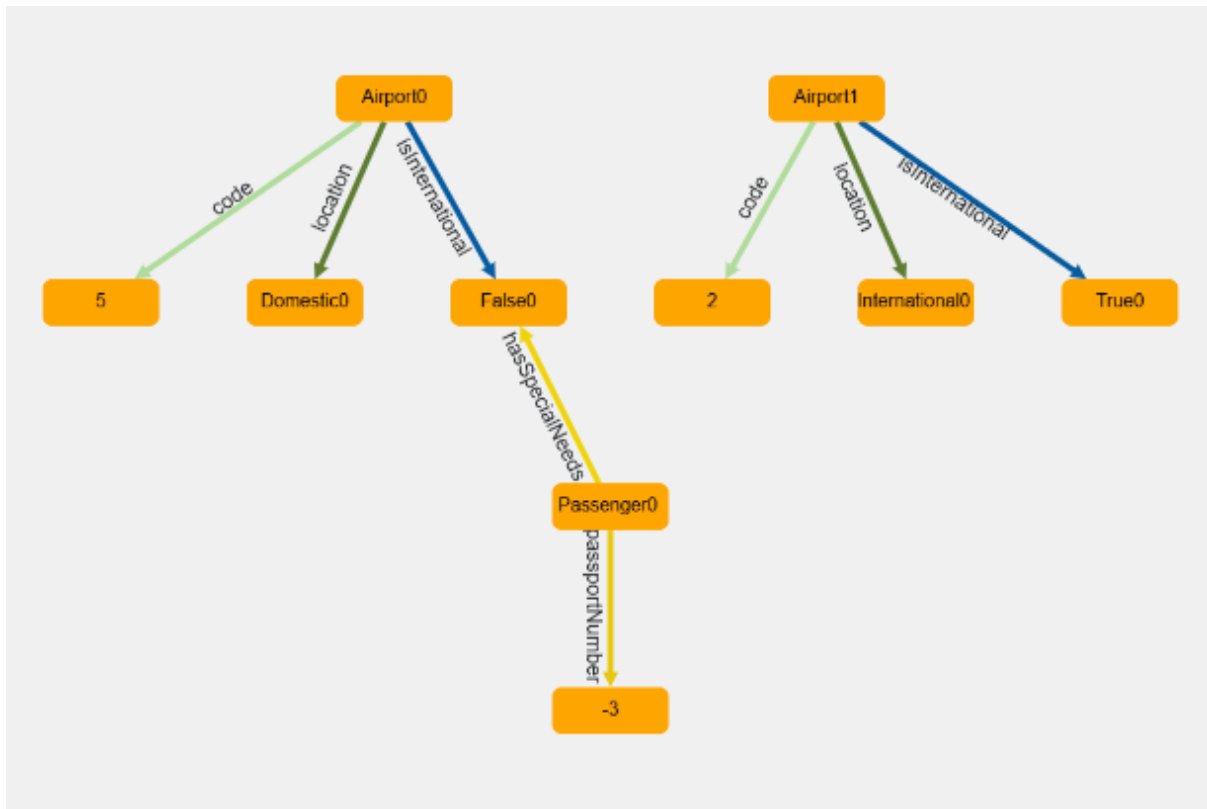 Airport0
Airport1
code
location
isInternational
code
location
isInternational
5
Domestic0
False0
2
International0
True0
hasSpecialNeeds
Passenger0
passportNumber
-3